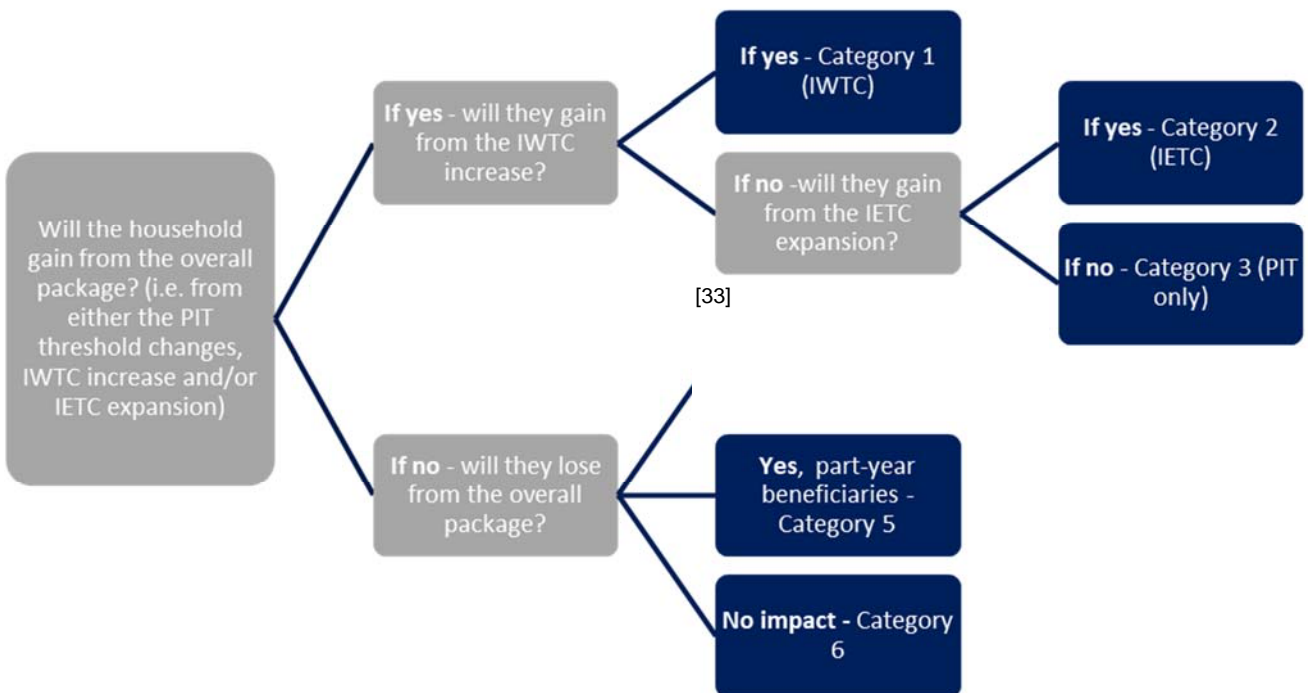 Will the household
gain from the overall
package? (i.e. from
either the PIT
threshold changes,
IWTC increase and/or
IETC expansion)
If yes - will they gain
from the IWTC
increase?
If yes - Category 1
(IWTC)
If no -will they gain
from the IETC
expansion?
If yes - Category 2
(IETC)
If no - Category 3 (PIT
only)
[33]
If no - will they lose
from the overall
package?
Yes, part-year
beneficiaries -
Category 5
No impact - Category
6